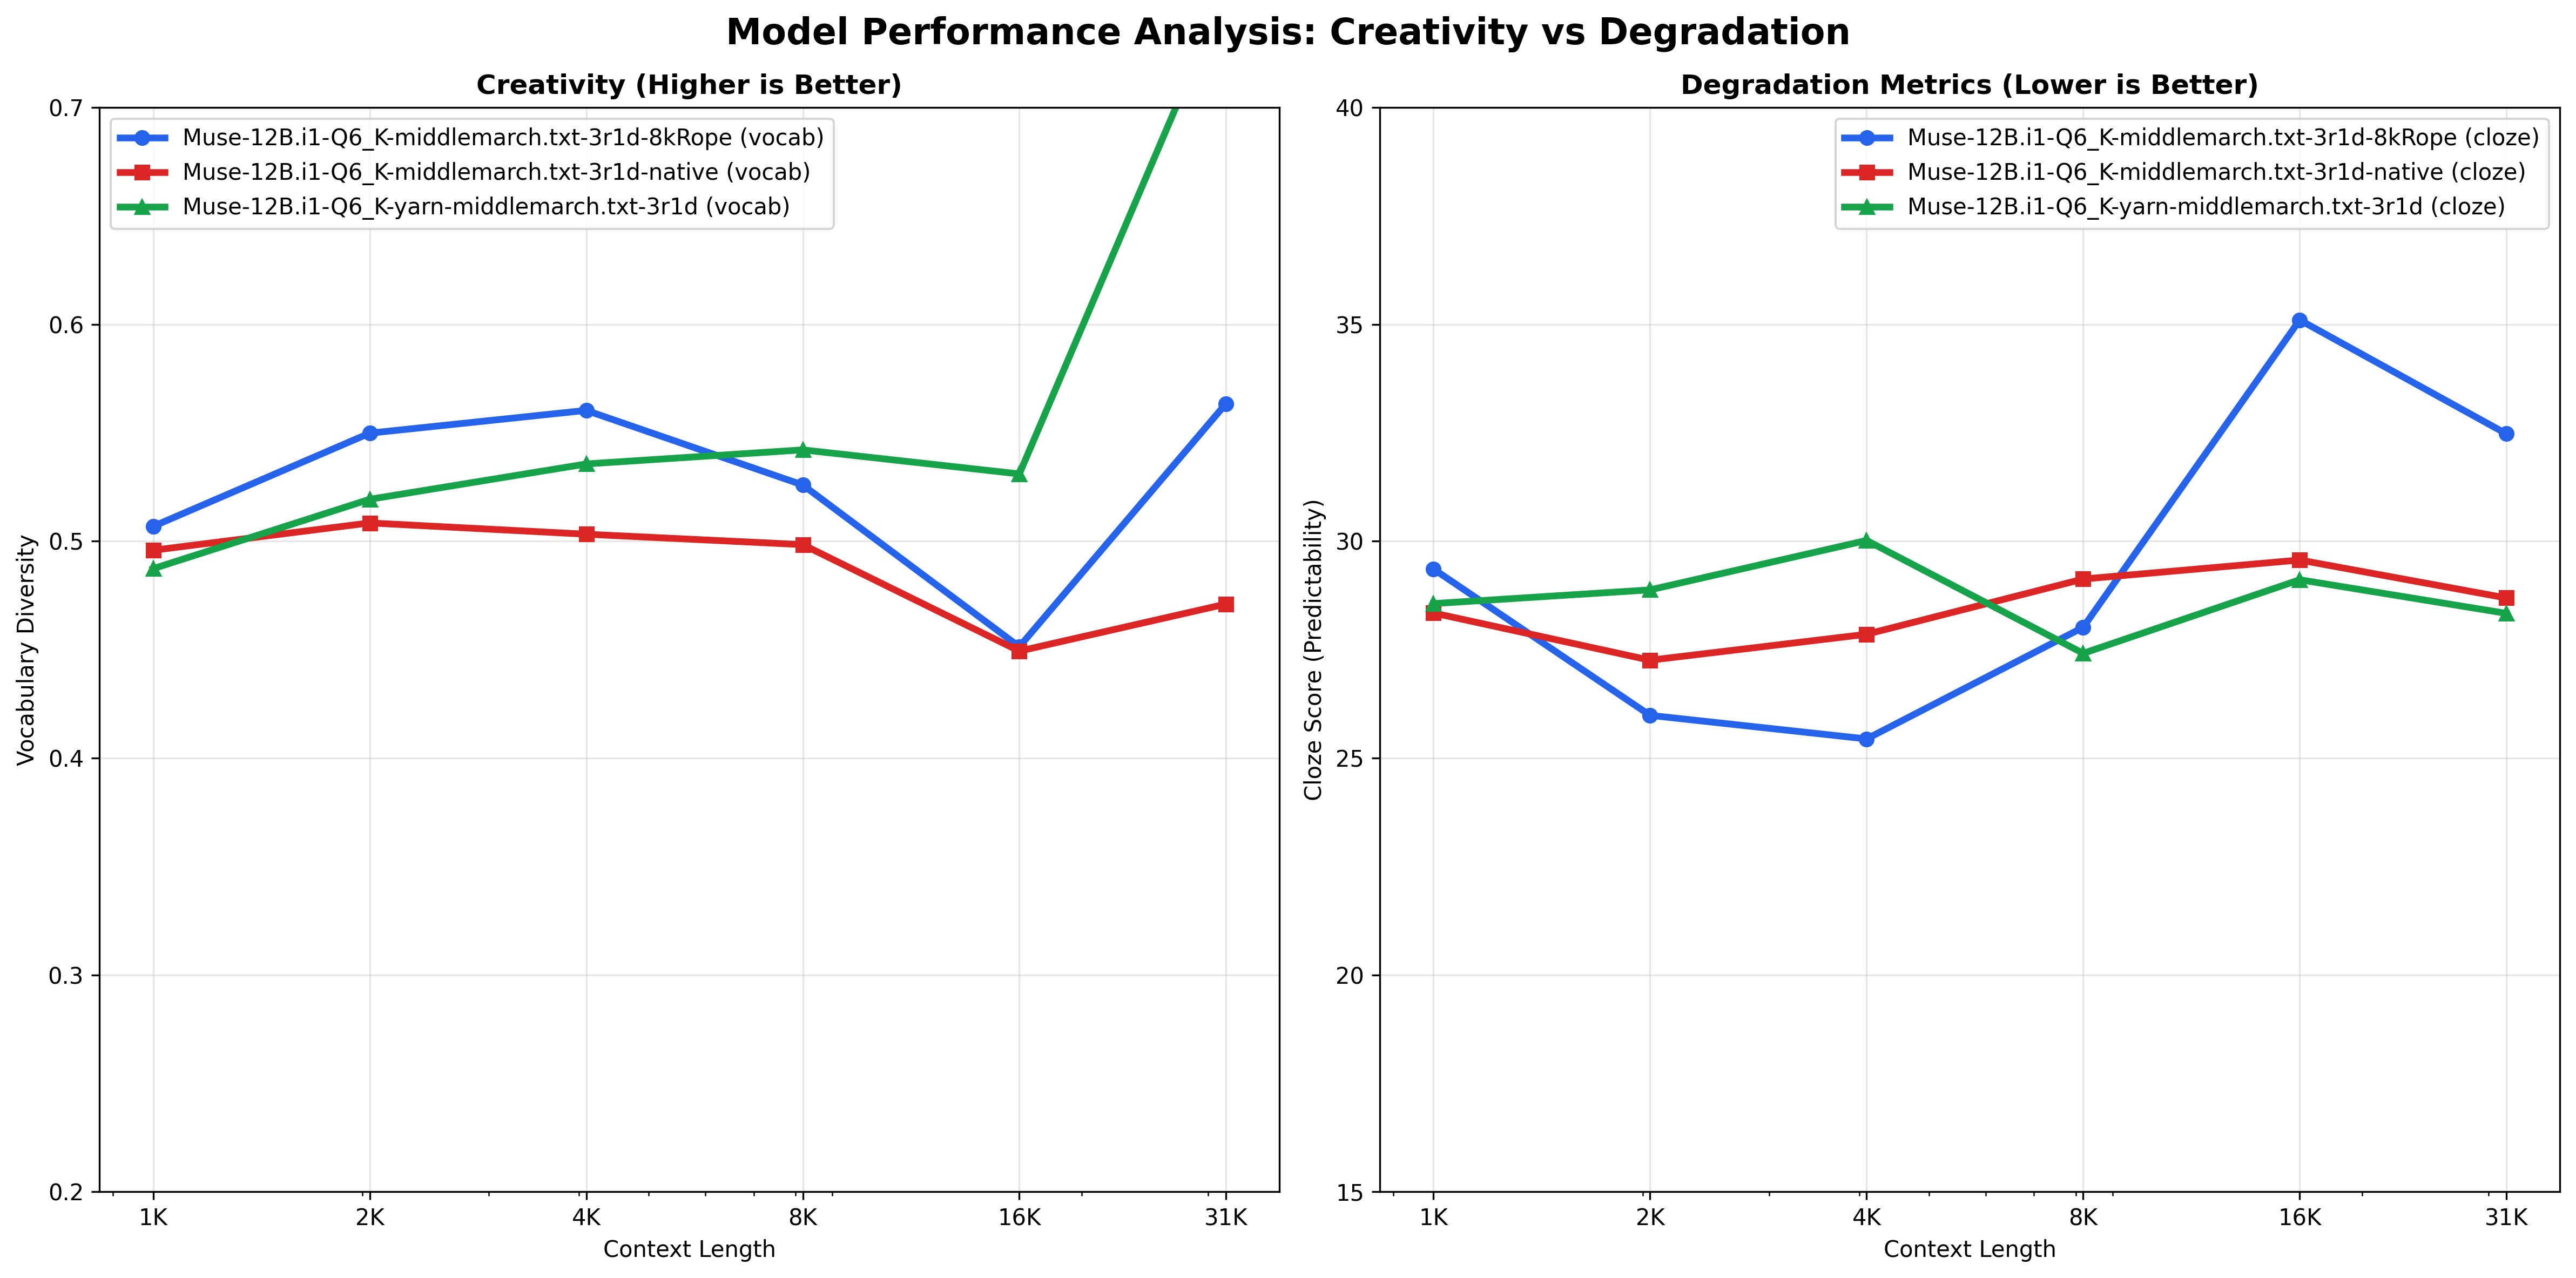 Model Performance Analysis: Creativity vs Degradation
Creativity (Higher is Better)
0.7
0.6
0.5
0.4
0.3
0.2
Vocabulary Diversity
Muse-12B.i1-Q6_K-middlemarch.txt-3r1d-8kRope (vocab)
Muse-12B.i1-Q6_K-middlemarch.txt-3r1d-native (vocab)
Muse-12B.i1-Q6_K-yarn-middlemarch.txt-3r1d (vocab)
1K 2K 4K 8K 16K 31K
Context Length
Degradation Metrics (Lower is Better)
40
35
30
25
20
15
Cloze Score (Predictability)
Muse-12B.i1-Q6_K-middlemarch.txt-3r1d-8kRope (cloze)
Muse-12B.i1-Q6_K-middlemarch.txt-3r1d-native (cloze)
Muse-12B.i1-Q6_K-yarn-middlemarch.txt-3r1d (cloze)
1K 2K 4K 8K 16K 31K
Context Length